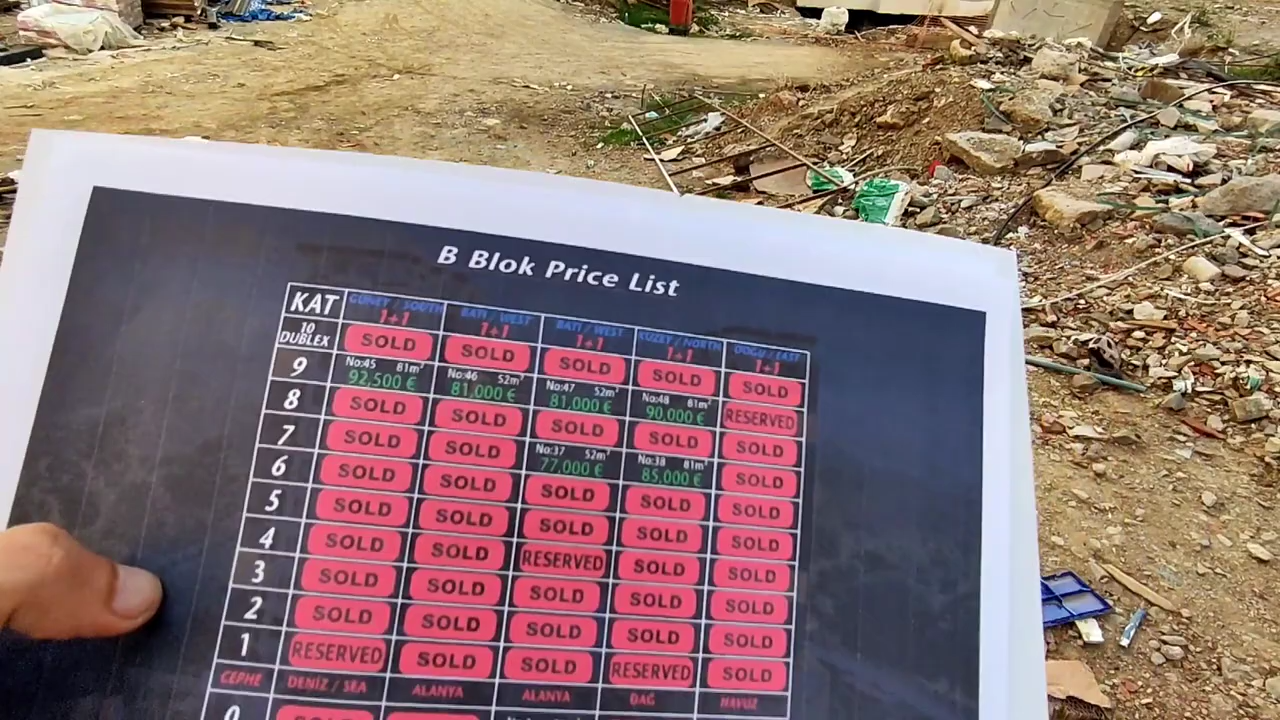 B Blok Price List
KAT GÜNEY / SOUTH BATI / WEST BATI / WEST KUZEY / NORTH DOĞU / EAST
1+1 1+1 1+1 1+1 1+1
10 DUBLEX SOLD SOLD SOLD SOLD SOLD
9 No:45 81m² No:46 52m² No:47 52m² No:48 81m² RESERVED
92,500 € 81,000 € 81,000 € 90,000 €
8 SOLD SOLD SOLD SOLD SOLD
7 SOLD SOLD No:37 52m² No:38 81m² SOLD
77,000 € 85,000 €
6 SOLD SOLD SOLD SOLD SOLD
5 SOLD SOLD SOLD SOLD SOLD
4 SOLD SOLD RESERVED SOLD SOLD
3 SOLD SOLD SOLD SOLD SOLD
2 SOLD SOLD SOLD SOLD SOLD
1 RESERVED SOLD SOLD RESERVED SOLD
CEPHE DENİZ / SEA ALANYA ALANYA DAĞ HAVUZ
0 SOLD